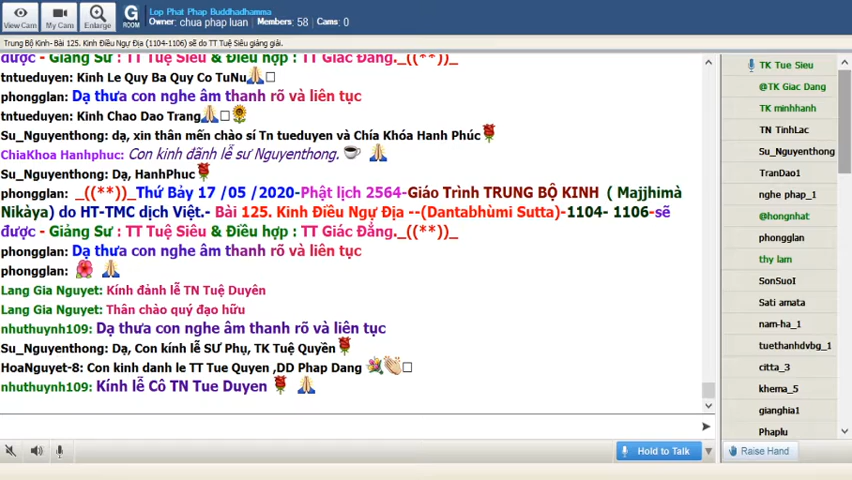 View Cam
My Cam
Enlarge
G
ROOM
Lop Phat Phap Buddhadhamma
Owner: chua phap luan Members: 58 Cams: 0
Trung Bộ Kinh- Bài 125. Kinh Điều Ngự Địa (1104-1106) sẽ do TT Tuệ Siêu giảng giải.
được - Giảng Sư : TT Tuệ Siêu & Điều hợp : TT Giác Đẳng._((**))_
tntueduyen: Kinh Le Quy Ba Quy Co TuNu🙏□
phongglan: Dạ thưa con nghe âm thanh rõ và liên tục
tntueduyen: Kinh Chao Dao Trang🙏□🌻
Su_Nguyenthong: dạ, xin thân mến chào sí Tn tueduyen và Chía Khóa Hanh Phúc🌹
ChiaKhoa Hanhphuc: Con kinh đãnh lễ sư Nguyenthong.☕ 🙏
Su_Nguyenthong: Dạ, HanhPhuc🌹
phongglan: _((**))_Thứ Bảy 17 /05 /2020-Phật lịch 2564-Giáo Trình TRUNG BỘ KINH ( Majjhimà
Nikàya) do HT-TMC dịch Việt.- Bài 125. Kinh Điều Ngự Địa --(Dantabhùmi Sutta)-1104- 1106-sẽ
được - Giảng Sư : TT Tuệ Siêu & Điều hợp : TT Giác Đẳng._((**))_
phongglan: Dạ thưa con nghe âm thanh rõ và liên tục
phongglan: 🌺 🙏
Lang Gia Nguyet: Kính đảnh lễ TN Tuệ Duyên
Lang Gia Nguyet: Thân chào quý đạo hữu
nhuthuynh109: Dạ thưa con nghe âm thanh rõ và liên tục
Su_Nguyenthong: Dạ, Con kính lễ SƯ Phụ, TK Tuệ Quyền🌹
HoaNguyet-8: Con kinh danh le TT Tue Quyen ,DD Phap Dang 💐👏□
nhuthuynh109: Kính lễ Cô TN Tue Duyen 🌹 🙏
Hold to Talk
TK Tue Sieu
@TK Giac Dang
TK minhhanh
TN TinhLac
Su_Nguyenthong
TranDao1
nghe phap_1
@hongnhat
phongglan
thy lam
SonSuoI
Sati amata
nam-ha_1
tuethanhdvbg_1
citta_3
khema_5
gianghia1
Phaplu
Raise Hand